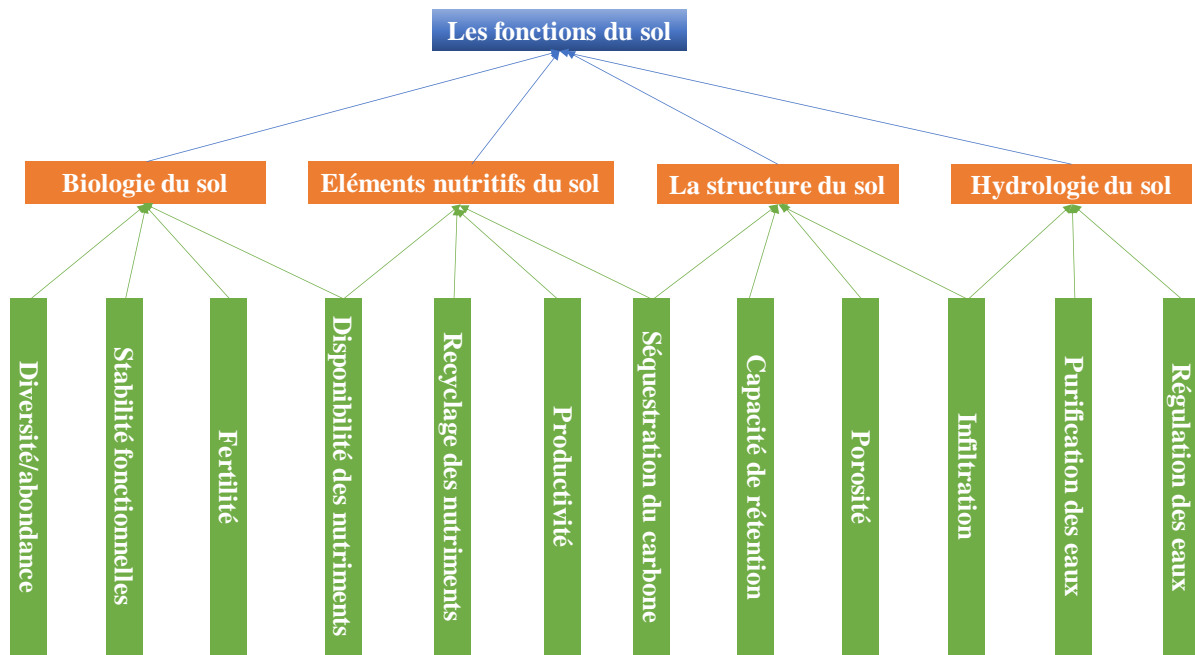 Les fonctions du sol
Biologie du sol
Eléments nutritifs du sol
La structure du sol
Hydrologie du sol
Diversité/abondance
Stabilité fonctionnelles
Fertilité
Disponibilité des nutriments
Recyclage des nutriments
Productivité
Séquestration du carbone
Capacité de rétention
Porosité
Infiltration
Purification des eaux
Régulation des eaux